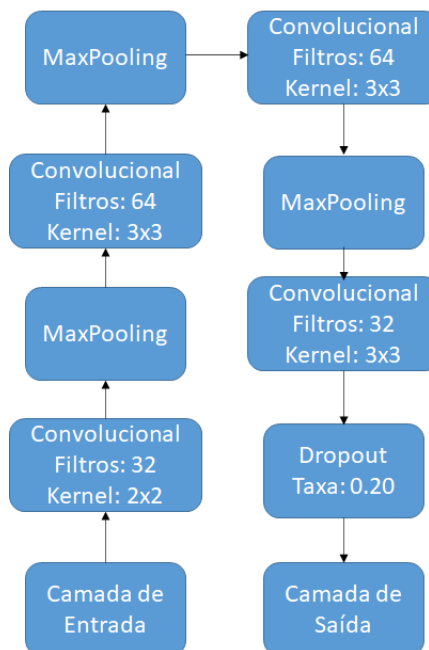 MaxPooling
Convolucional
Filtros: 64
Kernel: 3x3
Convolucional
Filtros: 64
Kernel: 3x3
MaxPooling
MaxPooling
Convolucional
Filtros: 32
Kernel: 3x3
Convolucional
Filtros: 32
Kernel: 2x2
Dropout
Taxa: 0.20
Camada de
Entrada
Camada de
Saída